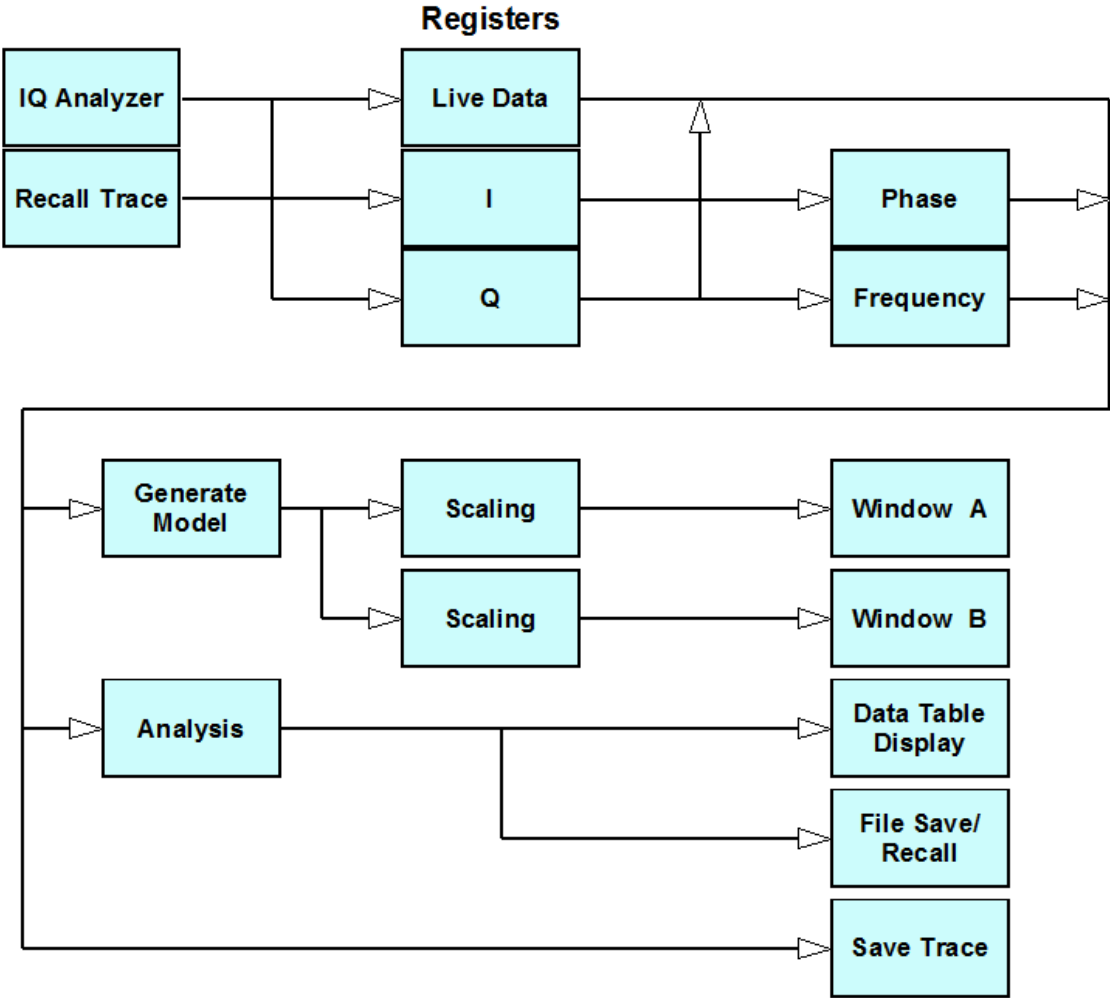 Registers
IQ Analyzer
Live Data
Recall Trace
I
Phase
Q
Frequency
Generate
Model
Scaling
Window A
Scaling
Window B
Analysis
Data Table
Display
File Save/
Recall
Save Trace